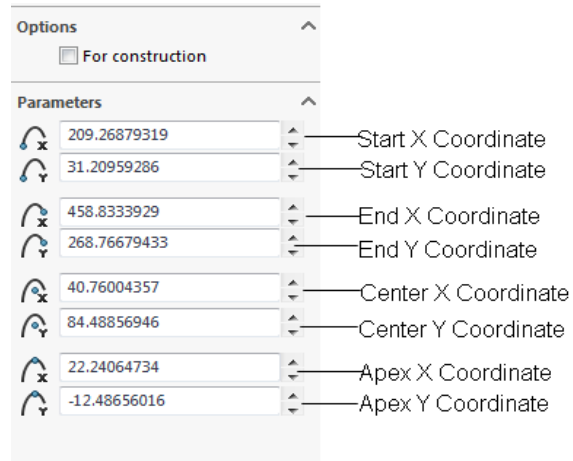 Options
For construction
Parameters
X 209.26879319 Start X Coordinate
Y 31.20959286 Start Y Coordinate
X 458.8333929 End X Coordinate
Y 268.76679433 End Y Coordinate
X 40.76004357 Center X Coordinate
Y 84.48856946 Center Y Coordinate
X 22.24064734 Apex X Coordinate
Y -12.48656016 Apex Y Coordinate